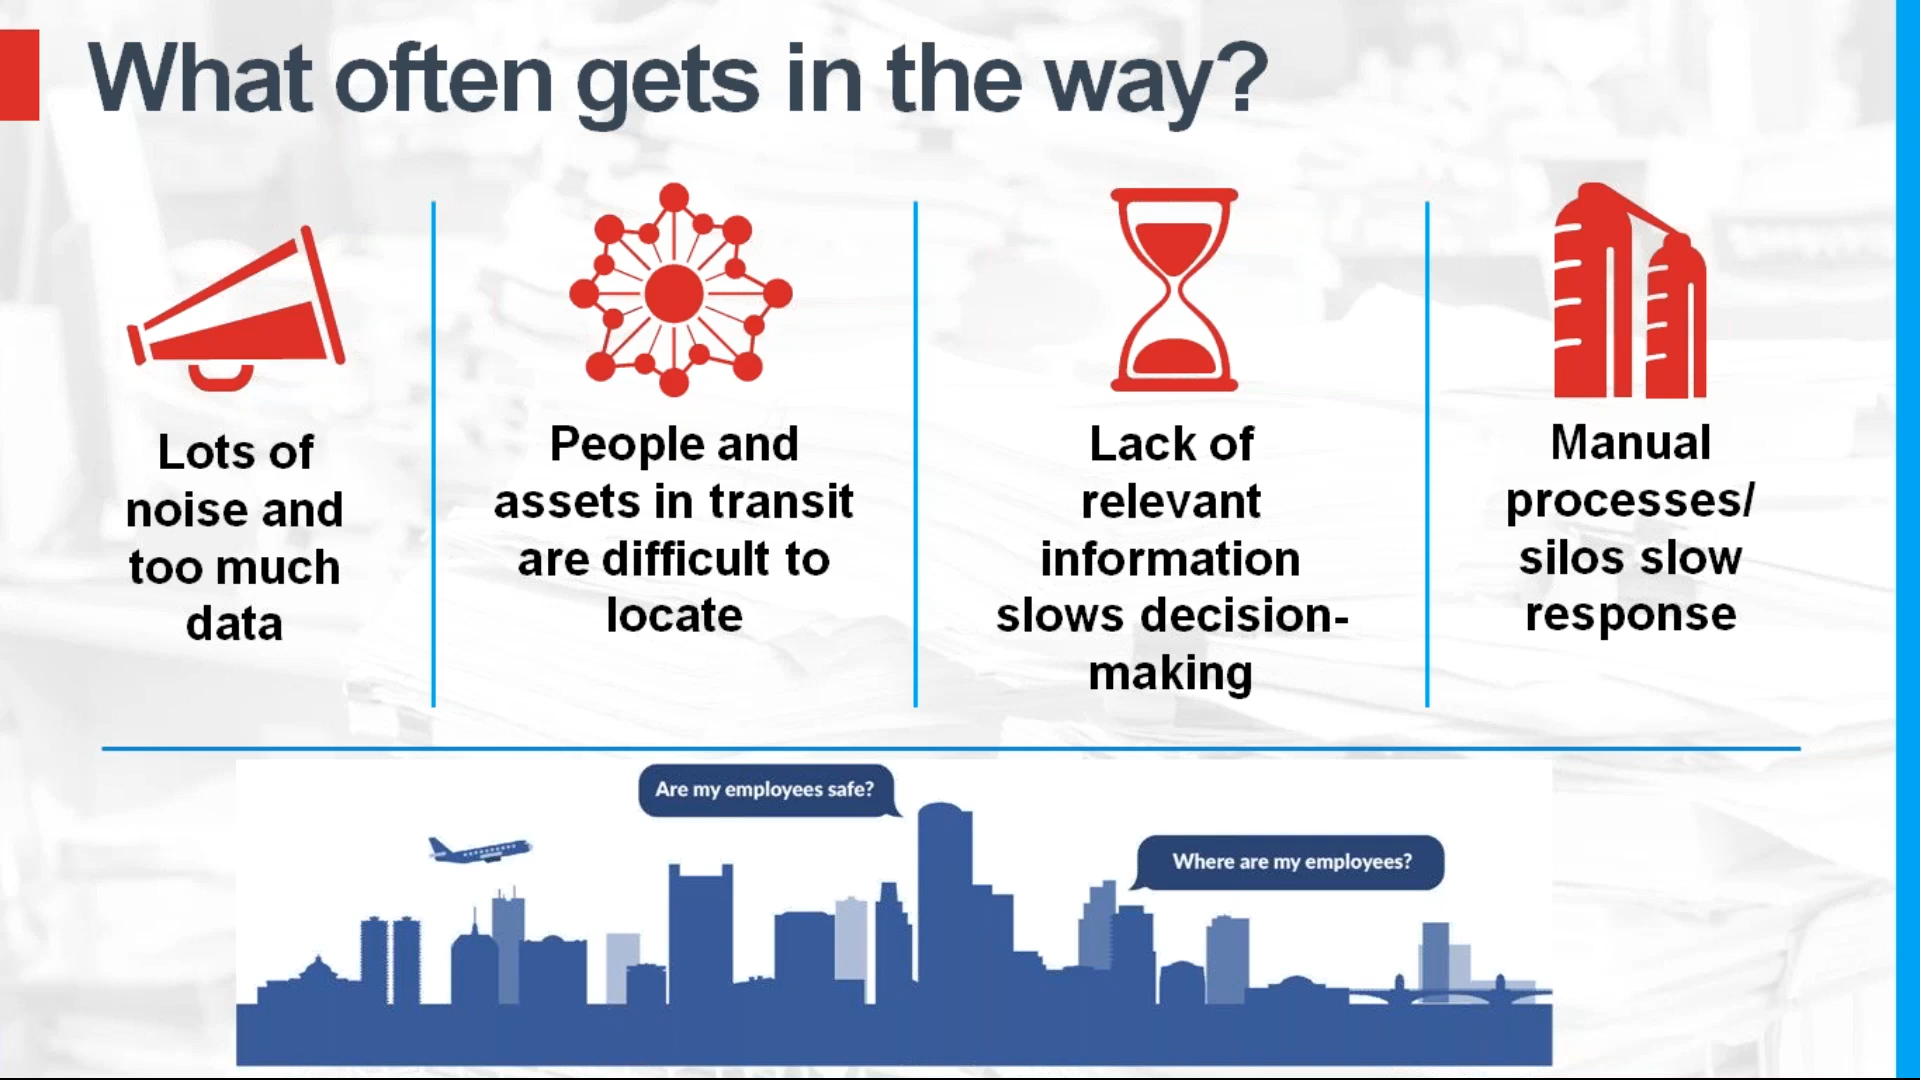 What often gets in the way?
Lots of
noise and
too much
data
People and
assets in transit
are difficult to
locate
Lack of
relevant
information
slows decision-
making
Manual
processes/
silos slow
response
Are my employees safe?
Where are my employees?